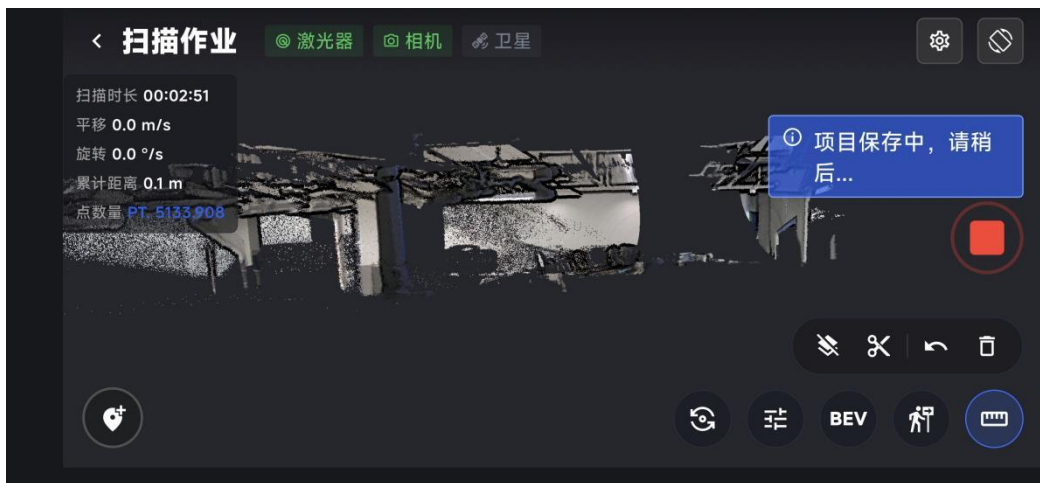 扫描作业
激光器
相机
卫星
扫描时长 00:02:51
平移 0.0 m/s
旋转 0.0 °/s
累计距离 0.1 m
点数量 PT. 5133,908
项目保存中，请稍
后...
BEV